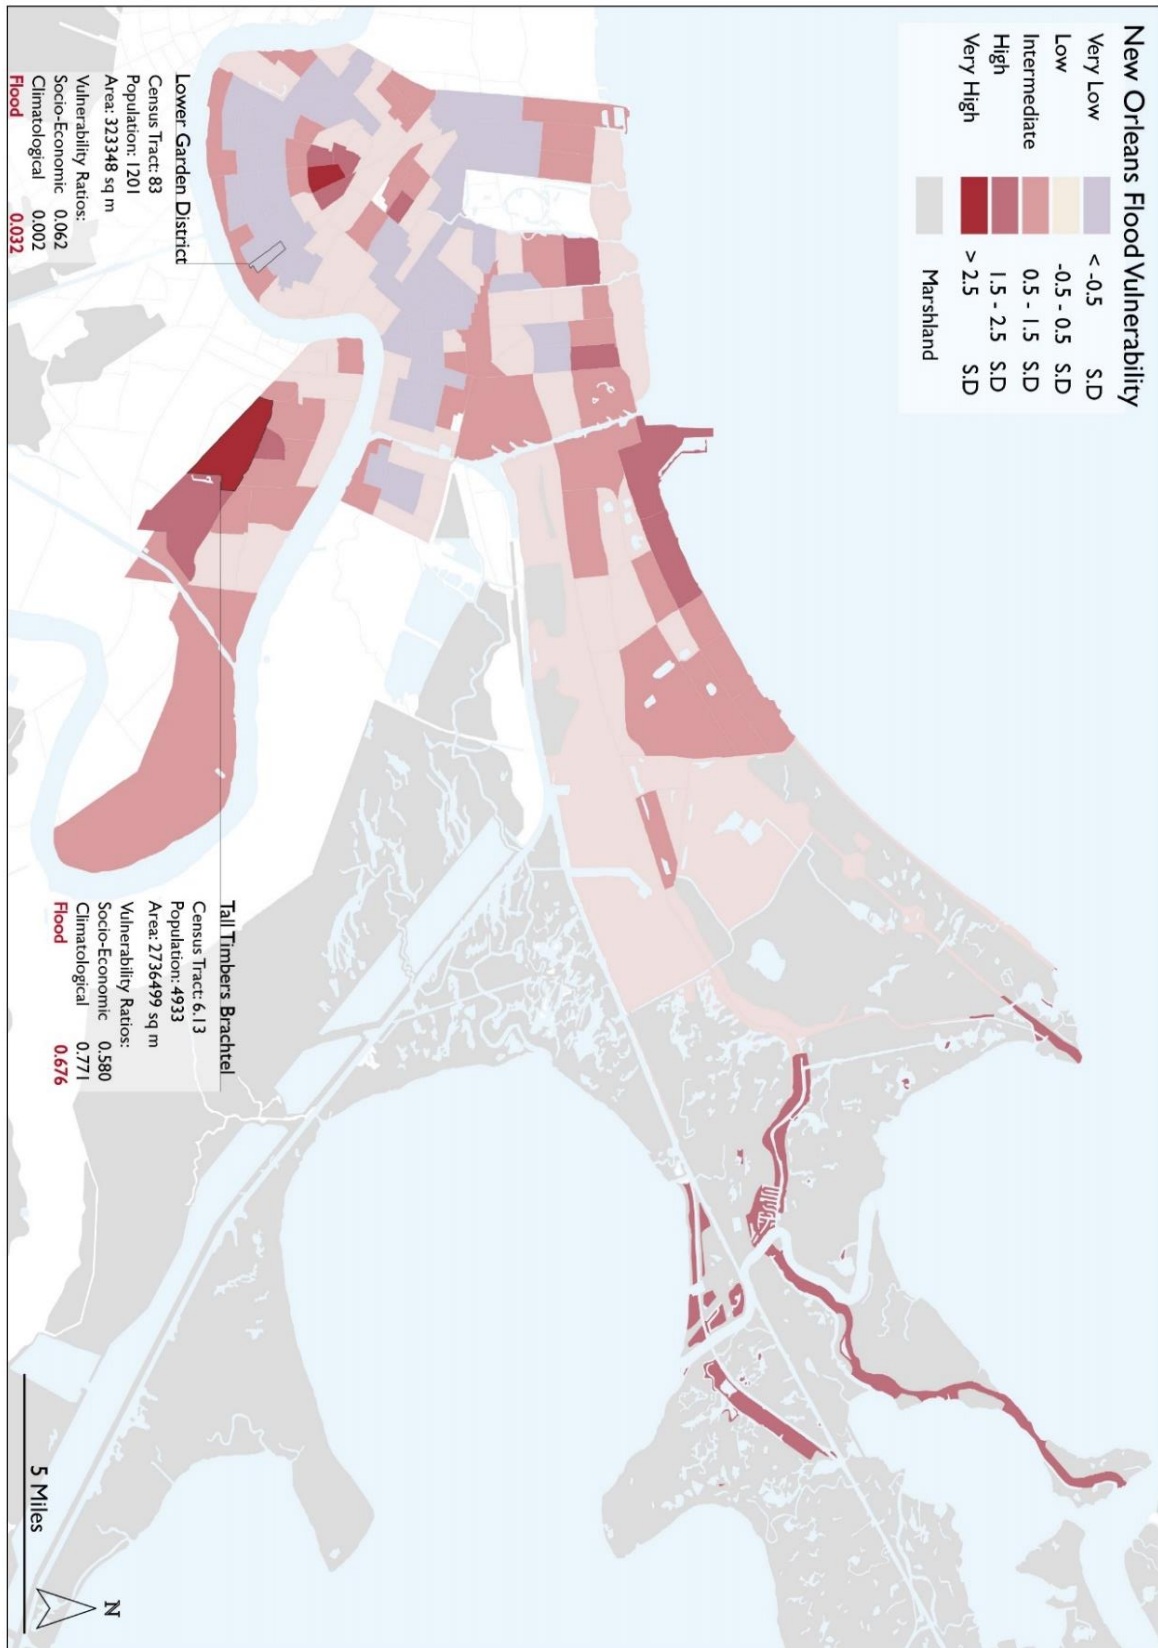 New Orleans Flood Vulnerability
Very Low < -0.5 S.D
Low -0.5 - 0.5 S.D
Intermediate 0.5 - 1.5 S.D
High 1.5 - 2.5 S.D
Very High > 2.5 S.D
Marshland
Lower Garden District
Census Tract: 83
Population: 1201
Area: 323348 sq m
Vulnerability Ratios:
Socio-Economic 0.062
Climatological 0.002
Flood 0.032
Tall Timbers Brachtel
Census Tract: 6.13
Population: 4933
Area: 2736499 sq m
Vulnerability Ratios:
Socio-Economic 0.580
Climatological 0.771
Flood 0.676
N
5 Miles